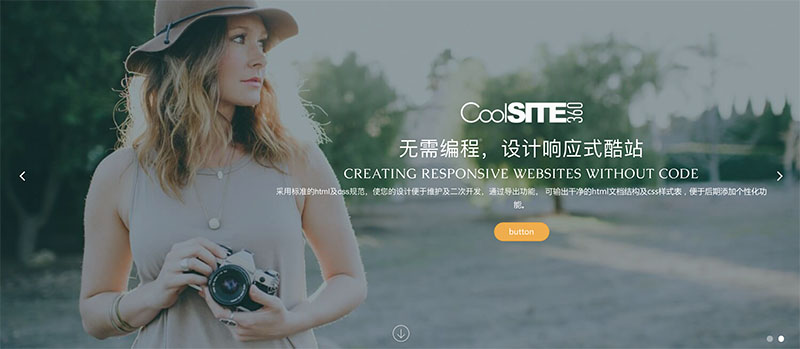 CoolSITE 360
无需编程，设计响应式酷站
CREATING RESPONSIVE WEBSITES WITHOUT CODE
采用标准的html及css规范，使您的设计便于维护及二次开发，通过导出功能， 可输出干净的html文档结构及css样式表，便于后期添加个性化功
能。
button